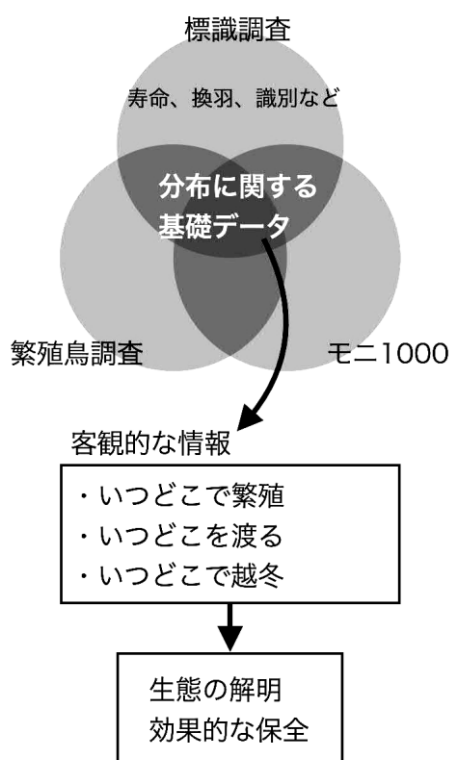 標識調査
寿命、換羽、識別など
分布に関する
基礎データ
繁殖鳥調査
モニ1000
客観的な情報
・いつどこで繁殖
・いつどこを渡る
・いつどこで越冬
生態の解明
効果的な保全